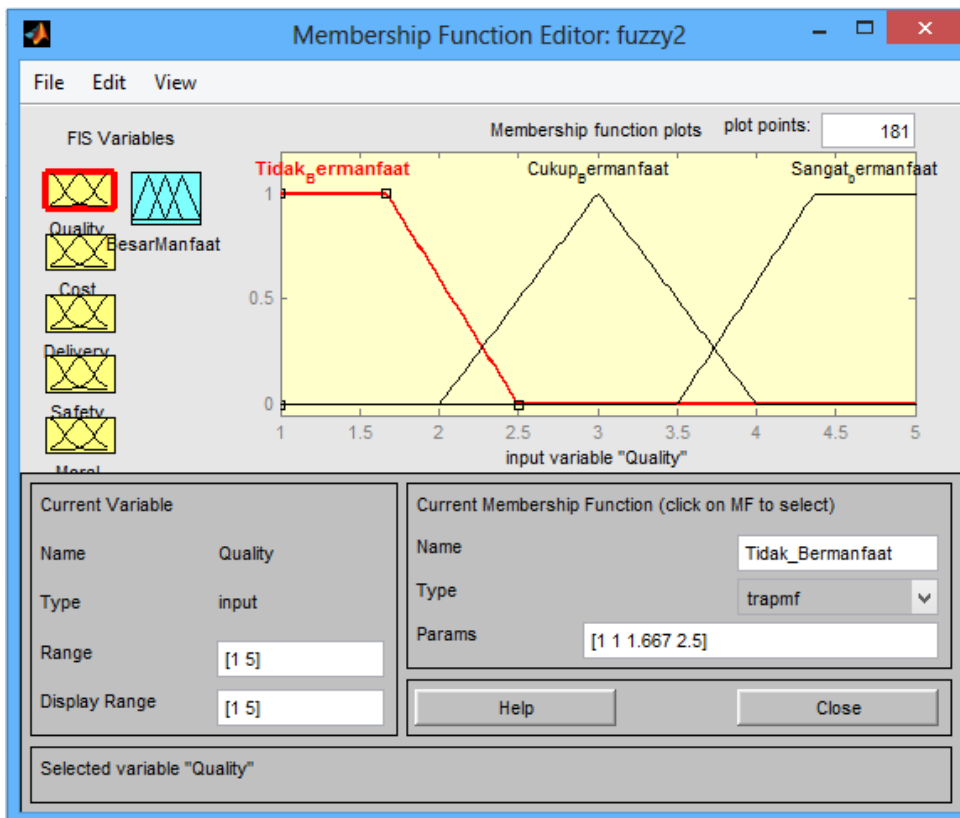 Membership Function Editor: fuzzy2
File Edit View
FIS Variables
Membership function plots plot points: 181
Quality
BesarManfaat
Cost
Delivery
Safety
Moral
Tidak_Bermanfaat Cukup_Bermanfaat Sangat_bermanfaat
1
0.5
0
1 1.5 2 2.5 3 3.5 4 4.5 5
input variable "Quality"
Current Variable
Name Quality
Type input
Range [1 5]
Display Range [1 5]
Current Membership Function (click on MF to select)
Name Tidak_Bermanfaat
Type trapmf
Params [1 1 1.667 2.5]
Help Close
Selected variable "Quality"